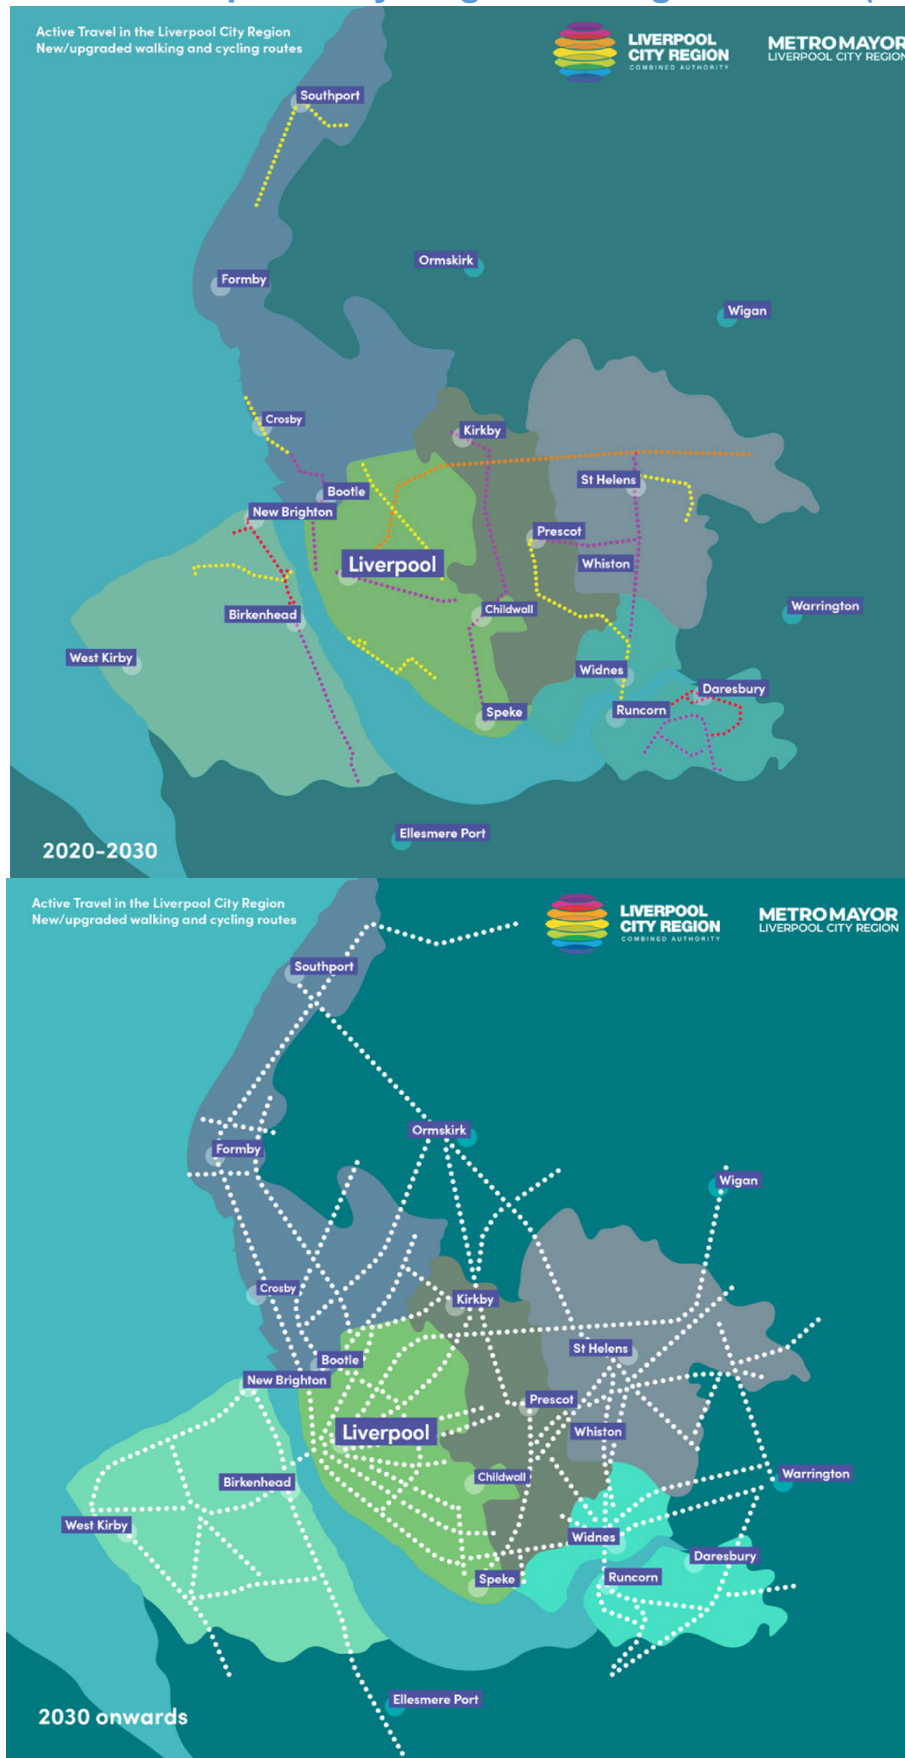 Active Travel in the Liverpool City Region
New/upgraded walking and cycling routes
LIVERPOOL
CITY REGION
COMBINED AUTHORITY
METRO MAYOR
LIVERPOOL CITY REGION
Southport
Ormskirk
Formby
Wigan
Crosby
Kirkby
St Helens
Bootle
New Brighton
Prescot
Liverpool
Whiston
Childwall
Warrington
Birkenhead
West Kirby
Widnes
Daresbury
Speke
Runcorn
Ellesmere Port
2020-2030
Active Travel in the Liverpool City Region
New/upgraded walking and cycling routes
LIVERPOOL
CITY REGION
COMBINED AUTHORITY
METRO MAYOR
LIVERPOOL CITY REGION
Southport
Ormskirk
Formby
Wigan
Crosby
Kirkby
St Helens
Bootle
New Brighton
Prescot
Liverpool
Whiston
Childwall
Warrington
Birkenhead
West Kirby
Widnes
Daresbury
Speke
Runcorn
Ellesmere Port
2030 onwards